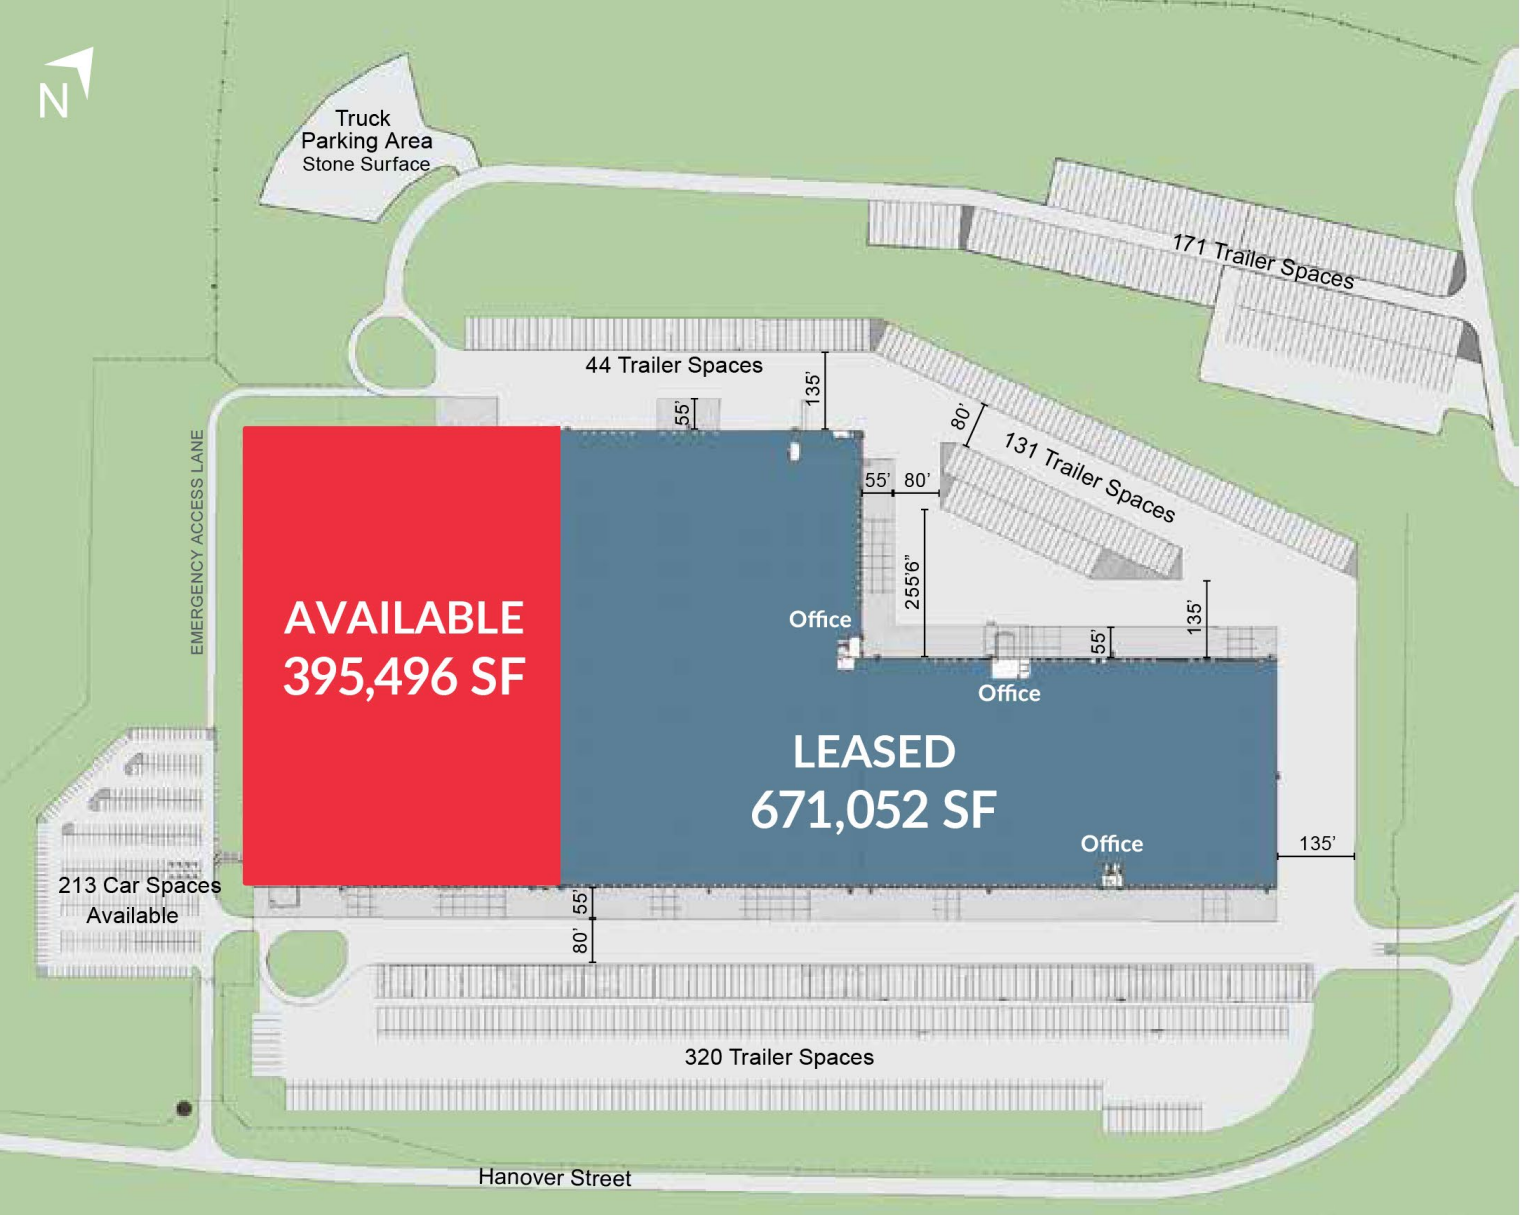 N
Truck
Parking Area
Stone Surface
171 Trailer Spaces
44 Trailer Spaces
135'
55'
80'
131 Trailer Spaces
EMERGENCY ACCESS LANE
55'
80'
255'6"
135'
55'
AVAILABLE
395,496 SF
Office
Office
LEASED
671,052 SF
Office
135'
213 Car Spaces
Available
55'
80'
320 Trailer Spaces
Hanover Street